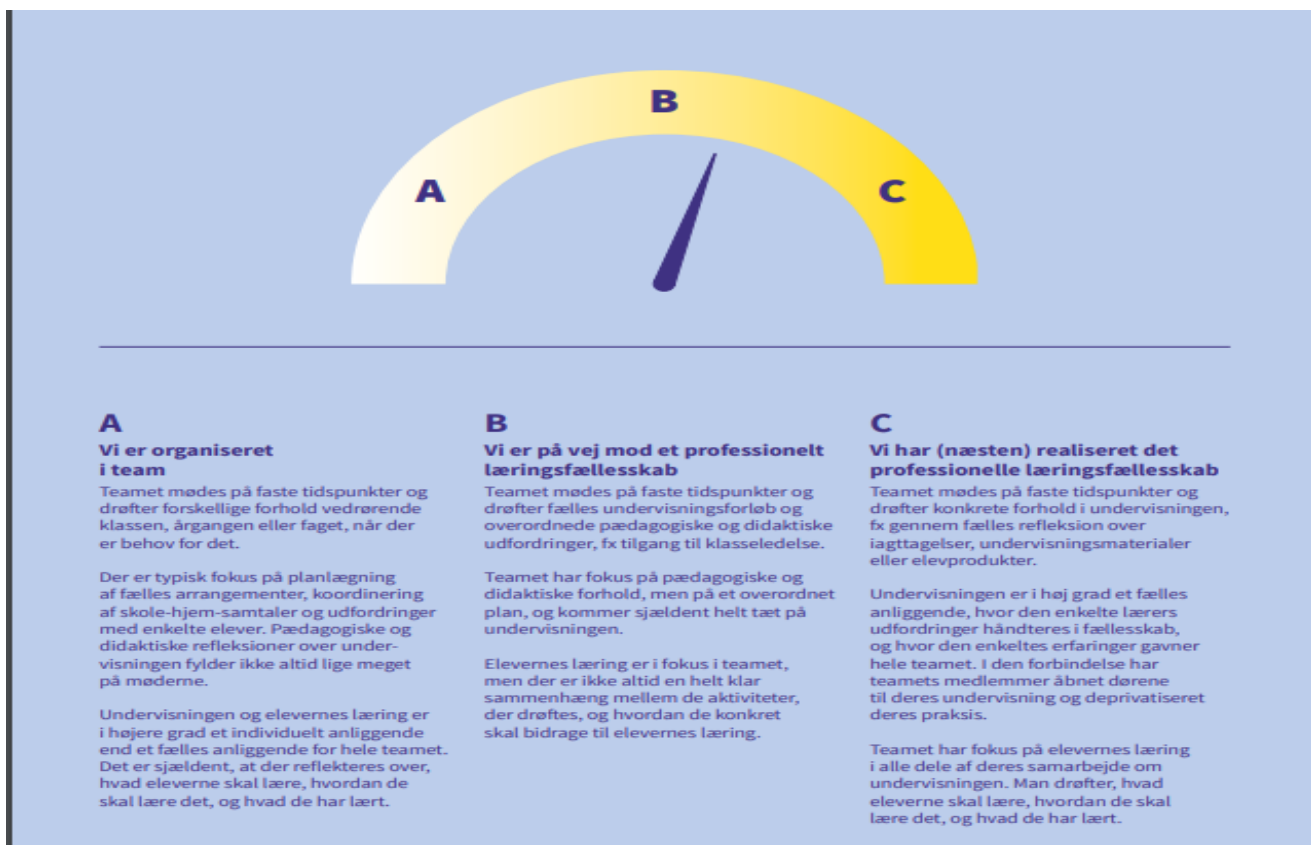 B
A
C
A
Vi er organiseret
i team
Teamet mødes på faste tidspunkter og
drøfter forskellige forhold vedrørende
klassen, årgangen eller faget, når der
er behov for det.
Der er typisk fokus på planlægning
af fælles arrangementer, koordinering
af skole-hjem-samtaler og udfordringer
med enkelte elever. Pædagogiske og
didaktiske refleksioner over under-
visningen fylder ikke altid lige meget
på møderne.
Undervisningen og elevernes læring er
i højere grad et individuelt anliggende
end et fælles anliggende for hele teamet.
Det er sjældent, at der reflekteres over,
hvad eleverne skal lære, hvordan de
skal lære det, og hvad de har lært.
B
Vi er på vej mod et professionelt
læringsfællesskab
Teamet mødes på faste tidspunkter og
drøfter fælles undervisningsforløb og
overordnede pædagogiske og didaktiske
udfordringer, fx tilgang til klasseledelse.
Teamet har fokus på pædagogiske og
didaktiske forhold, men på et overordnet
plan, og kommer sjældent helt tæt på
undervisningen.
Elevernes læring er i fokus i teamet,
men der er ikke altid en helt klar
sammenhæng mellem de aktiviteter,
der drøftes, og hvordan de konkret
skal bidrage til elevernes læring.
C
Vi har (næsten) realiseret det
professionelle læringsfællesskab
Teamet mødes på faste tidspunkter og
drøfter konkrete forhold i undervisningen,
fx gennem fælles refleksion over
iagttagelser, undervisningsmaterialer
eller elevprodukter.
Undervisningen er i høj grad et fælles
anliggende, hvor den enkelte lærers
udfordringer håndteres i fællesskab,
og hvor den enkeltes erfaringer gavner
hele teamet. I den forbindelse har
teamets medlemmer åbnet dørene
til deres undervisning og deprivatiseret
deres praksis.
Teamet har fokus på elevernes læring
i alle dele af deres samarbejde om
undervisningen. Man drøfter, hvad
eleverne skal lære, hvordan de skal
lære det, og hvad de har lært.